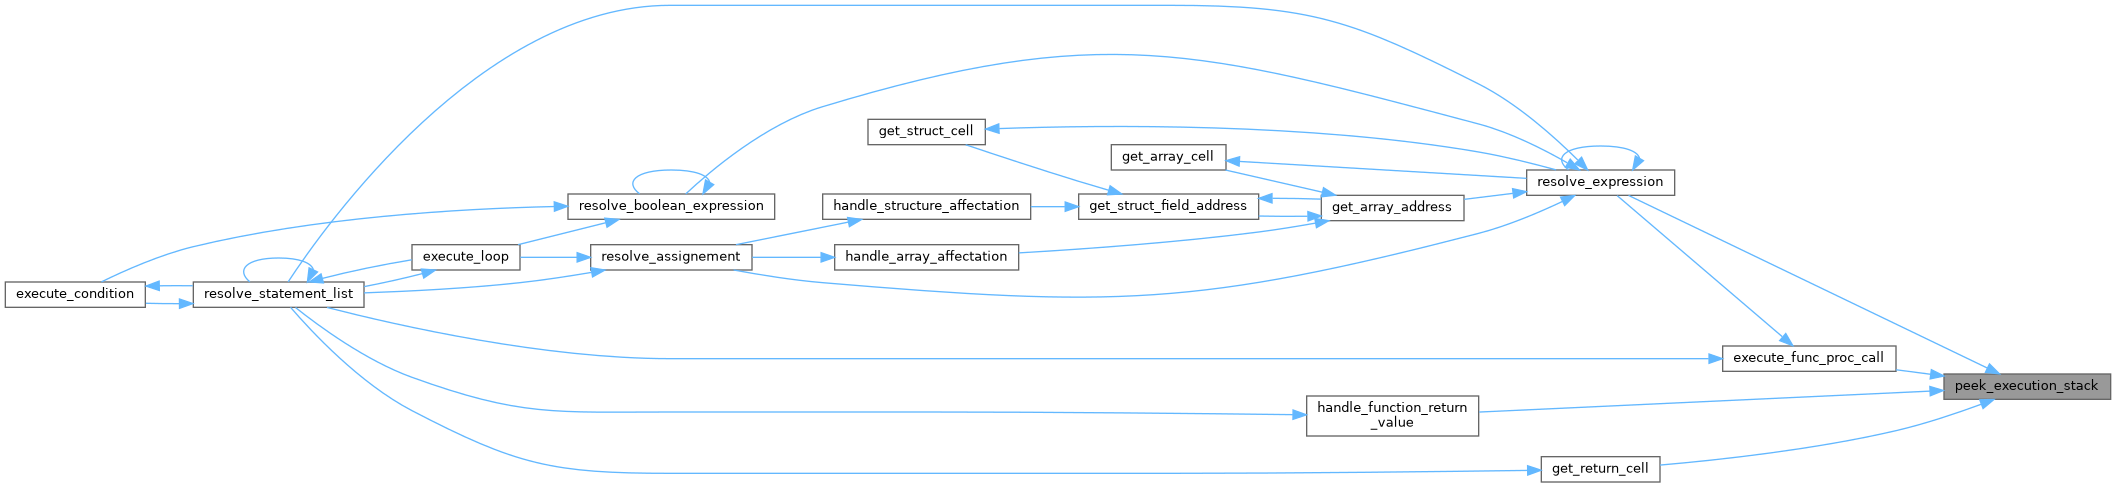 get_struct_cell
get_array_cell
resolve_expression
resolve_boolean_expression
handle_structure_affectation
get_struct_field_address
get_array_address
execute_loop
resolve_assignement
handle_array_affectation
execute_condition
resolve_statement_list
execute_func_proc_call
peek_execution_stack
handle_function_return
_value
get_return_cell